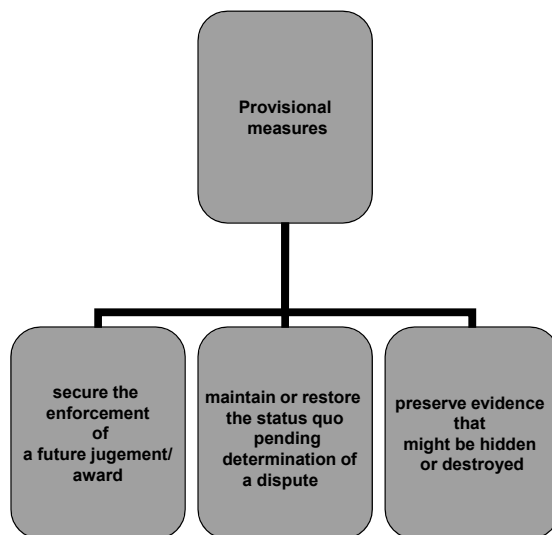 Provisional
measures
secure the
enforcement
of
a future jugement/
award
maintain or restore
the status quo
pending
determination of
a dispute
preserve evidence
that
might be hidden
or destroyed